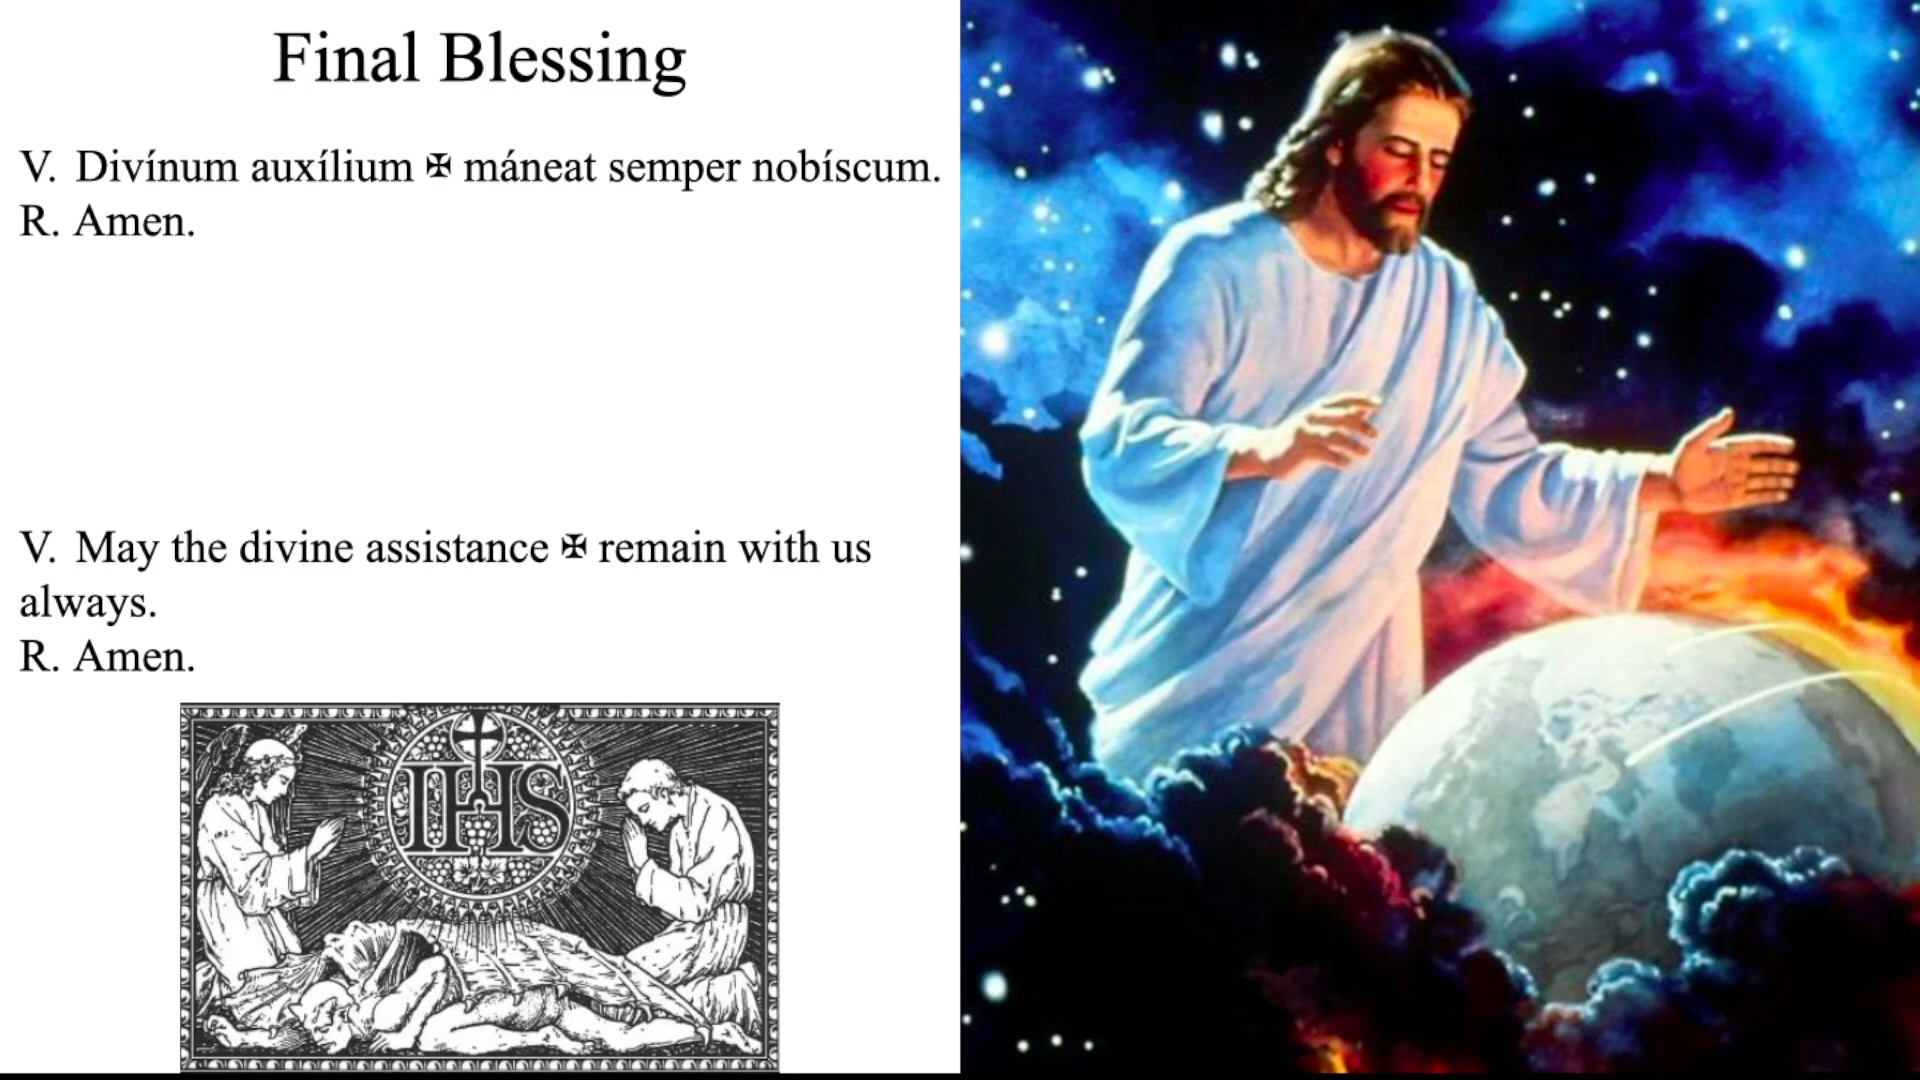 Final Blessing
V. Divínum auxílium ✠ máneat semper nobíscum.
R. Amen.
V. May the divine assistance ✠ remain with us
always.
R. Amen.
IHS